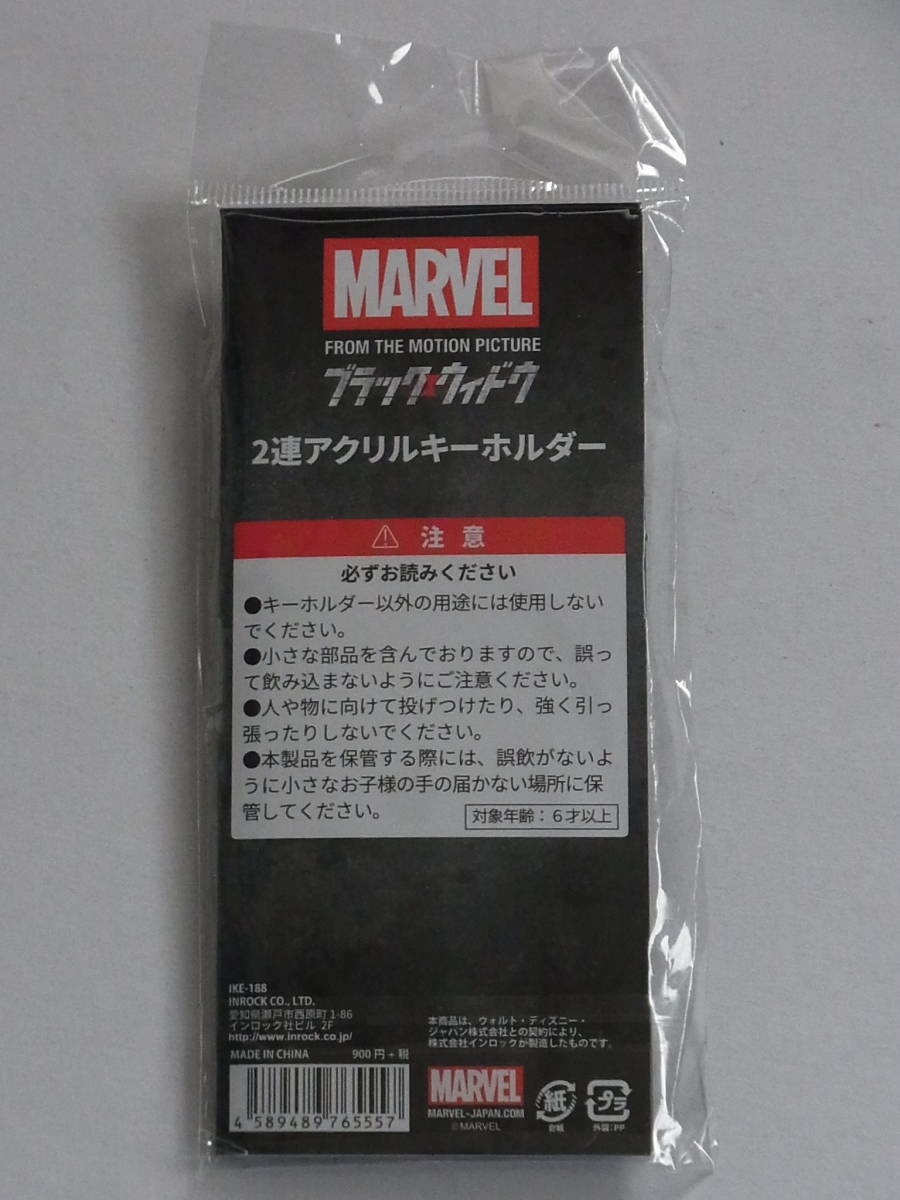 MARVEL
FROM THE MOTION PICTURE
ブラック・ウィドウ
2連アクリルキーホルダー
⚠ 注意
必ずお読みください
●キーホルダー以外の用途には使用しない
でください。
●小さな部品を含んでおりますので、誤っ
て飲み込まないようにご注意ください。
●人や物に向けて投げつけたり、強く引っ
張ったりしないでください。
●本製品を保管する際には、誤飲がないよ
うに小さなお子様の手の届かない場所に保
管してください。
対象年齢：６才以上
IKE-188
INROCK CO., LTD.
愛知県瀬戸市西原町 1-86
インロック社ビル 2F
http://www.inrock.co.jp/
MADE IN CHINA 900円+税
4 589489 765557
本商品は、ウォルト・ディズニー・
ジャパン株式会社との契約により、
株式会社インロックが製造したものです。
MARVEL
MARVEL-JAPAN.COM
©MARVEL
紙
台紙
プラ
外袋:PP